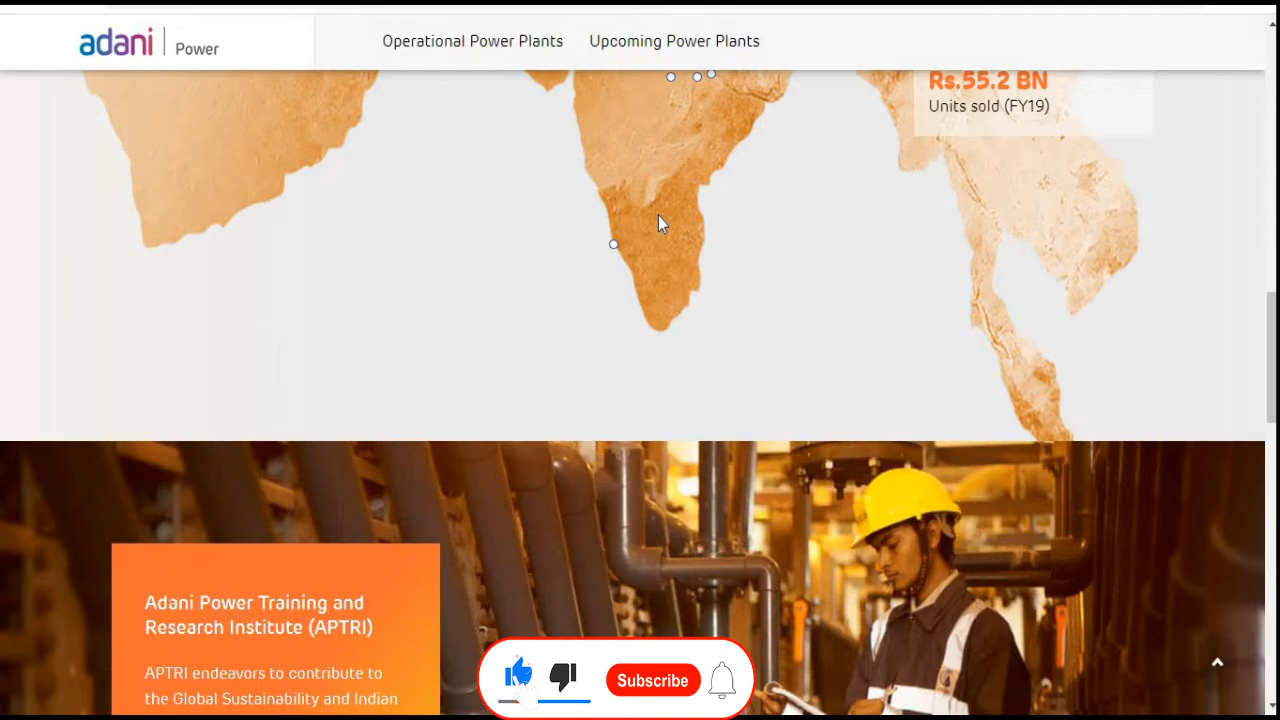 adani | Power
Operational Power Plants
Upcoming Power Plants
Rs.55.2 BN
Units sold (FY19)
Adani Power Training and
Research Institute (APTRI)
APTRI endeavors to contribute to
the Global Sustainability and Indian
Subscribe